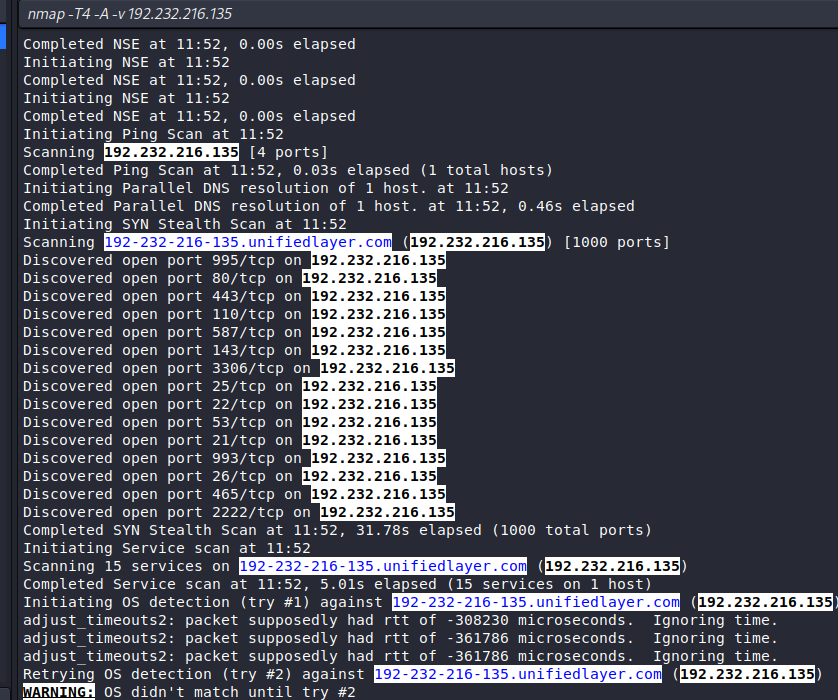 nmap -T4 -A -v 192.232.216.135
Completed NSE at 11:52, 0.00s elapsed
Initiating NSE at 11:52
Completed NSE at 11:52, 0.00s elapsed
Initiating NSE at 11:52
Completed NSE at 11:52, 0.00s elapsed
Initiating Ping Scan at 11:52
Scanning 192.232.216.135 [4 ports]
Completed Ping Scan at 11:52, 0.03s elapsed (1 total hosts)
Initiating Parallel DNS resolution of 1 host. at 11:52
Completed Parallel DNS resolution of 1 host. at 11:52, 0.46s elapsed
Initiating SYN Stealth Scan at 11:52
Scanning 192-232-216-135.unifiedlayer.com (192.232.216.135) [1000 ports]
Discovered open port 995/tcp on 192.232.216.135
Discovered open port 80/tcp on 192.232.216.135
Discovered open port 443/tcp on 192.232.216.135
Discovered open port 110/tcp on 192.232.216.135
Discovered open port 587/tcp on 192.232.216.135
Discovered open port 143/tcp on 192.232.216.135
Discovered open port 3306/tcp on 192.232.216.135
Discovered open port 25/tcp on 192.232.216.135
Discovered open port 22/tcp on 192.232.216.135
Discovered open port 53/tcp on 192.232.216.135
Discovered open port 21/tcp on 192.232.216.135
Discovered open port 993/tcp on 192.232.216.135
Discovered open port 26/tcp on 192.232.216.135
Discovered open port 465/tcp on 192.232.216.135
Discovered open port 2222/tcp on 192.232.216.135
Completed SYN Stealth Scan at 11:52, 31.78s elapsed (1000 total ports)
Initiating Service scan at 11:52
Scanning 15 services on 192-232-216-135.unifiedlayer.com (192.232.216.135)
Completed Service scan at 11:52, 5.01s elapsed (15 services on 1 host)
Initiating OS detection (try #1) against 192-232-216-135.unifiedlayer.com (192.232.216.135)
adjust_timeouts2: packet supposedly had rtt of -308230 microseconds.  Ignoring time.
adjust_timeouts2: packet supposedly had rtt of -361786 microseconds.  Ignoring time.
adjust_timeouts2: packet supposedly had rtt of -361786 microseconds.  Ignoring time.
Retrying OS detection (try #2) against 192-232-216-135.unifiedlayer.com (192.232.216.135)
WARNING: OS didn't match until try #2